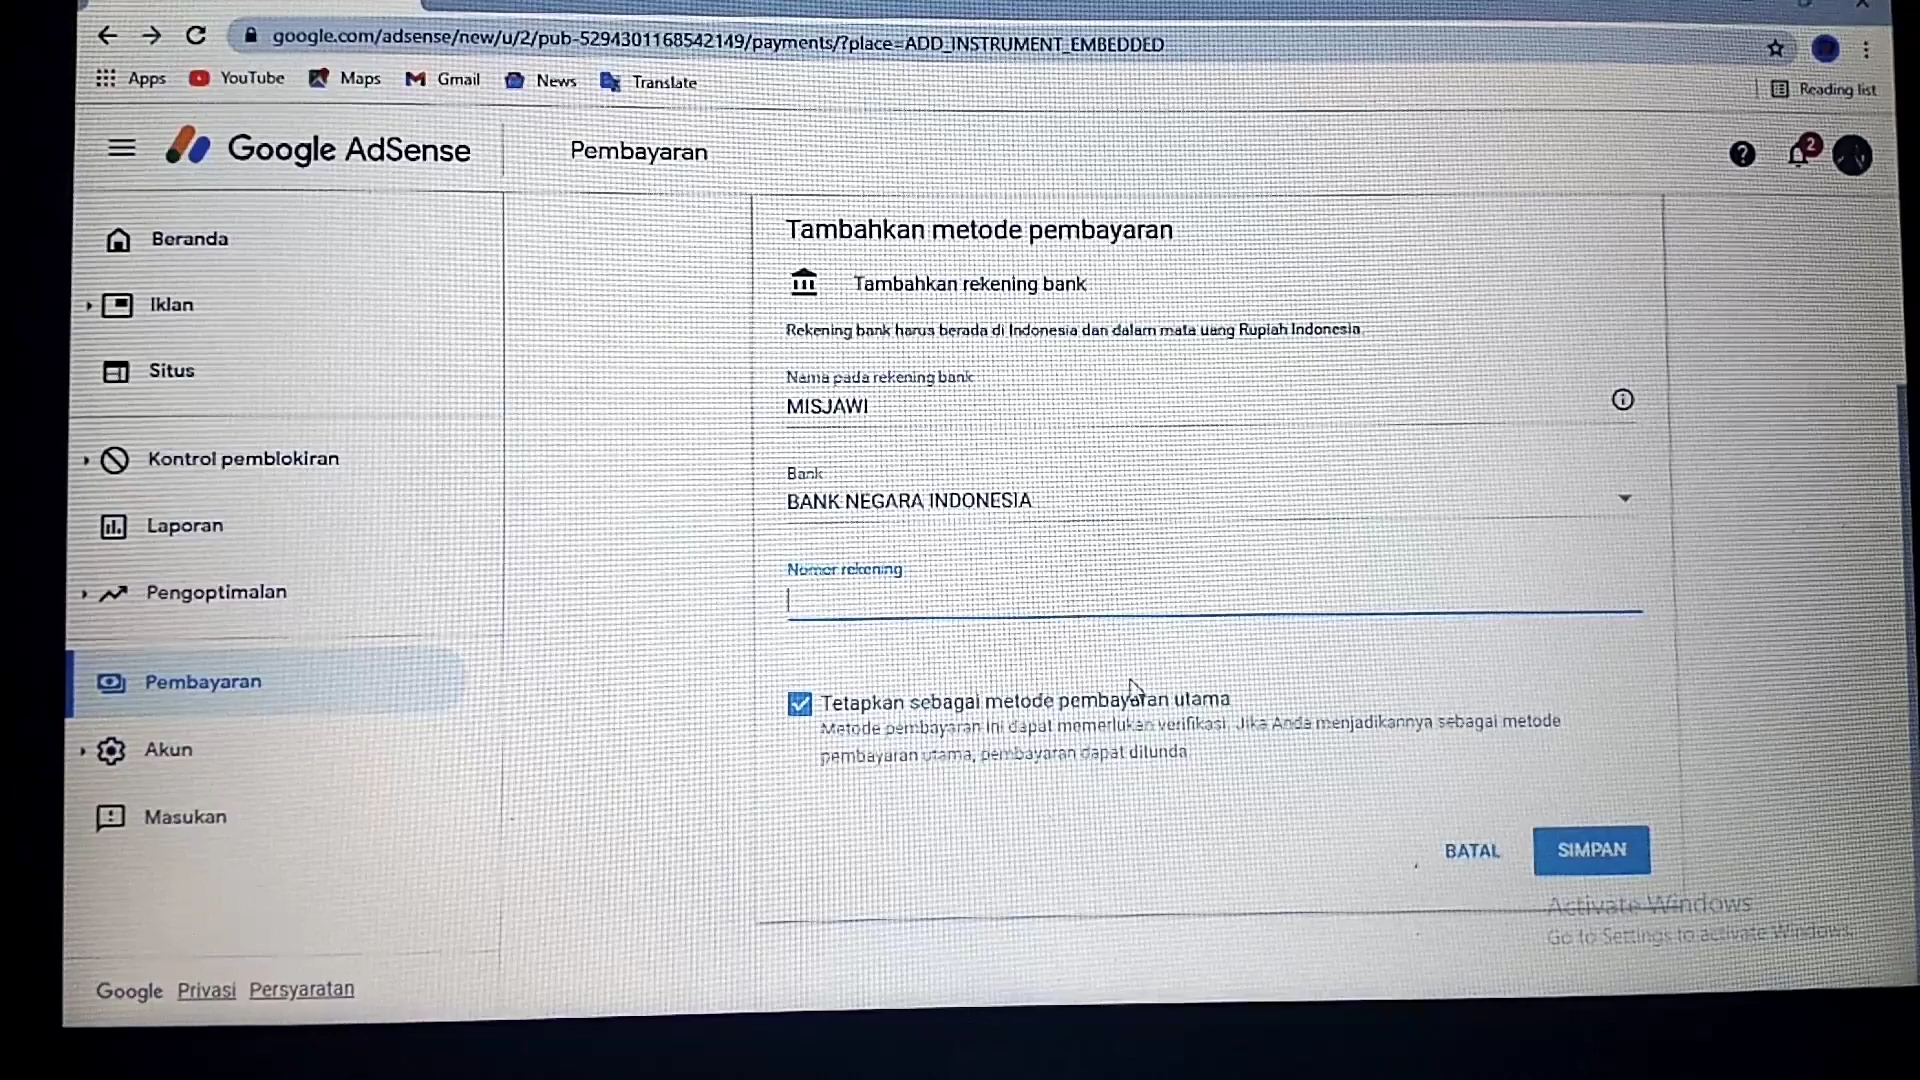 google.com/adsense/new/u/2/pub-5294301168542149/payments/?place=ADD_INSTRUMENT_EMBEDDED
Apps YouTube Maps Gmail News Translate
Reading list
Google AdSense
Pembayaran
2
Beranda
Iklan
Situs
Kontrol pemblokiran
Laporan
Pengoptimalan
Pembayaran
Akun
Masukan
Google Privasi Persyaratan
Tambahkan metode pembayaran
Tambahkan rekening bank
Rekening bank harus berada di Indonesia dan dalam mata uang Rupiah Indonesia
Nama pada rekening bank
MISJAWI
Bank
BANK NEGARA INDONESIA
Nomor rekening
Tetapkan sebagai metode pembayaran utama
Metode pembayaran ini dapat memerlukan verifikasi. Jika Anda menjadikannya sebagai metode
pembayaran utama, pembayaran dapat ditunda
BATAL SIMPAN
Activate Windows
Go to Settings to activate Windows.